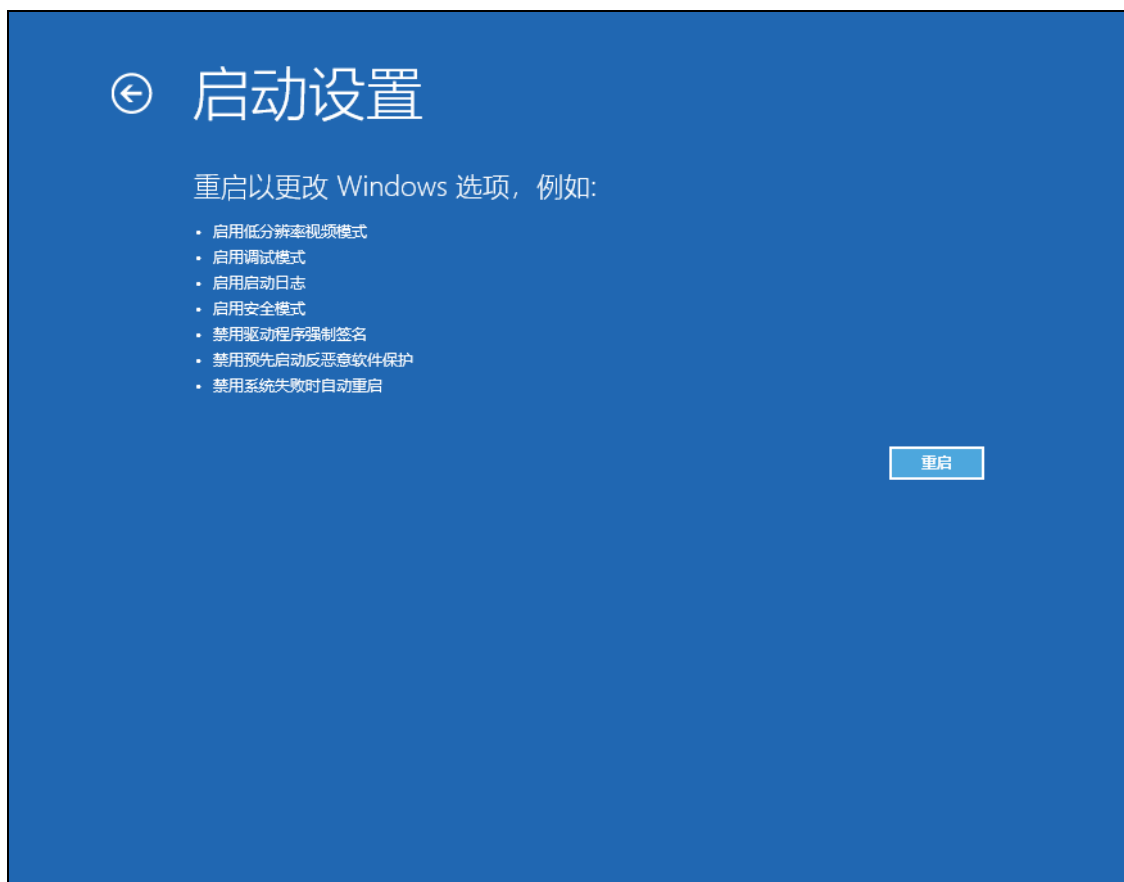 启动设置
重启以更改 Windows 选项，例如:
• 启用低分辨率视频模式
• 启用调试模式
• 启用启动日志
• 启用安全模式
• 禁用驱动程序强制签名
• 禁用预先启动反恶意软件保护
• 禁用系统失败时自动重启
重启